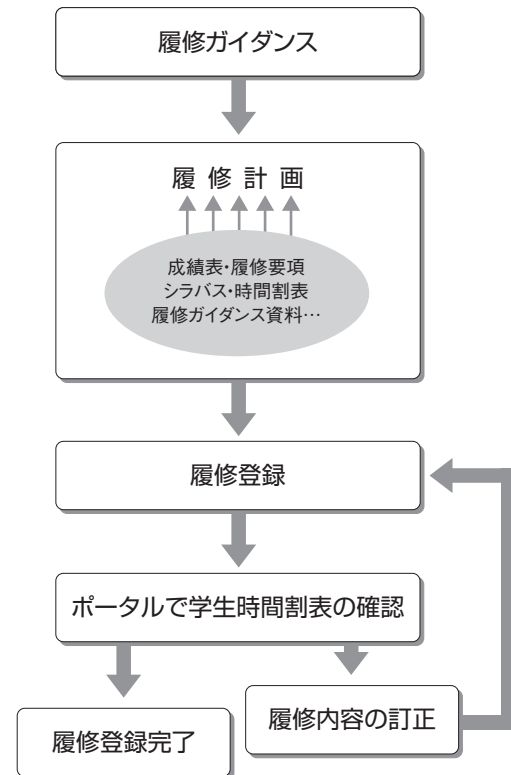 履修ガイダンス
履修計画
成績表・履修要項
シラバス・時間割表
履修ガイダンス資料…
履修登録
ポータルで学生時間割表の確認
履修登録完了
履修内容の訂正